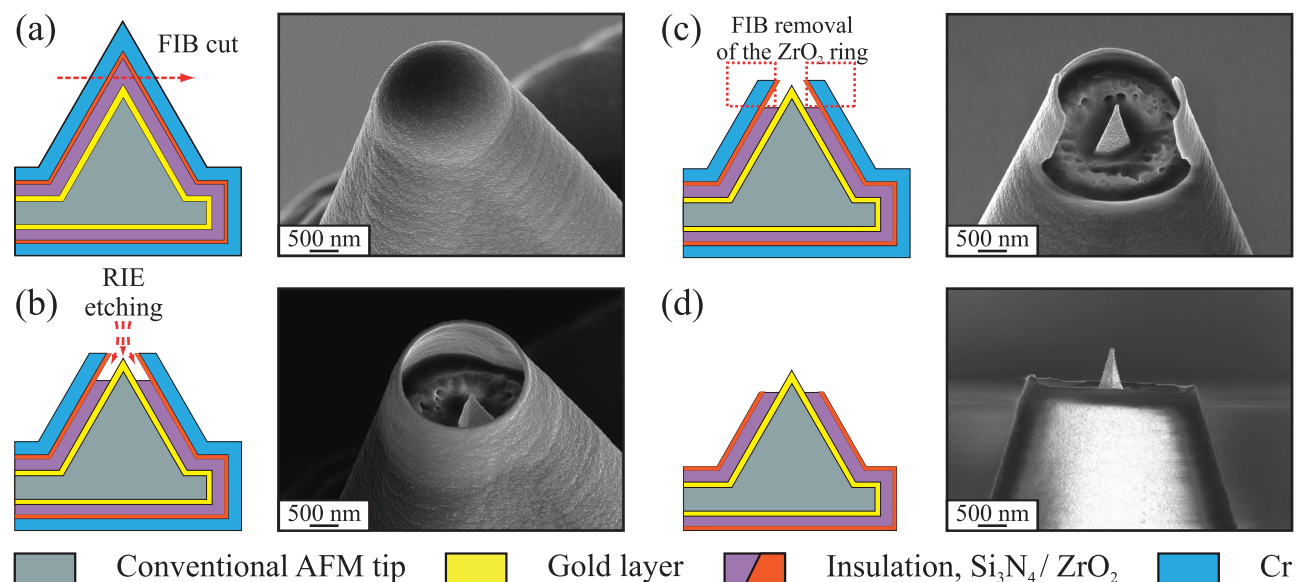 (a)
FIB cut
500 nm
(c)
FIB removal
of the ZrO₂ ring
500 nm
(b)
RIE
etching
500 nm
(d)
500 nm
Conventional AFM tip
Gold layer
Insulation, Si₃N₄ / ZrO₂
Cr